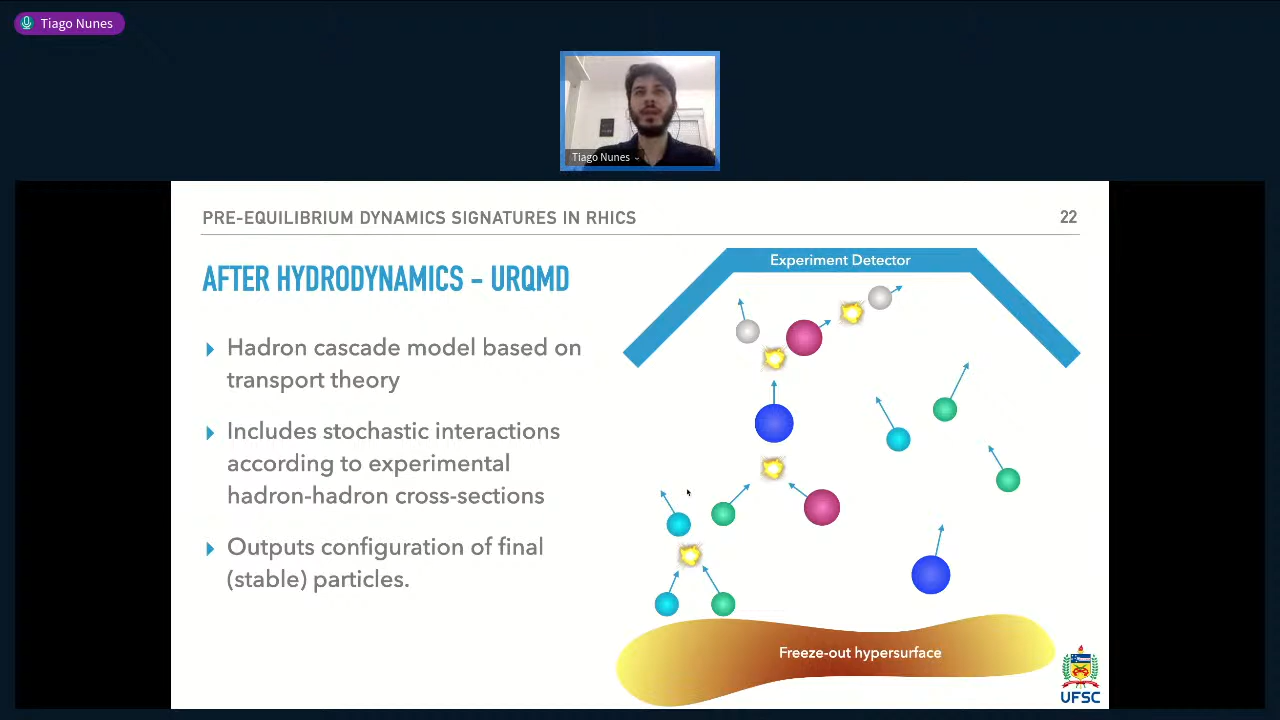 Tiago Nunes
Tiago Nunes
PRE-EQUILIBRIUM DYNAMICS SIGNATURES IN RHICS
22
AFTER HYDRODYNAMICS - URQMD
Hadron cascade model based on
transport theory
Includes stochastic interactions
according to experimental
hadron-hadron cross-sections
Outputs configuration of final
(stable) particles.
Experiment Detector
Freeze-out hypersurface
UFSC